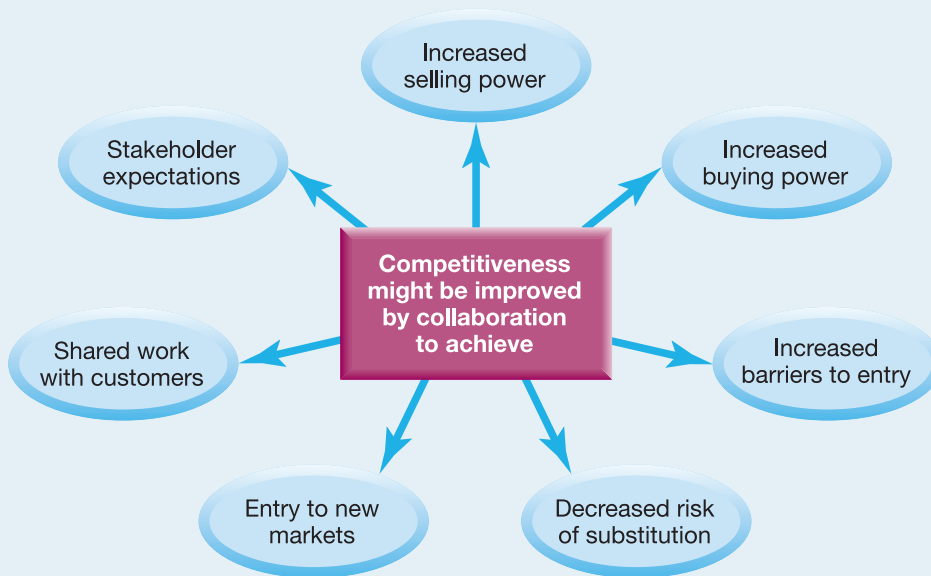 Increased
selling power
Stakeholder
expectations
Increased
buying power
Competitiveness
might be improved
by collaboration
to achieve
Shared work
with customers
Increased
barriers to entry
Entry to new
markets
Decreased risk
of substitution